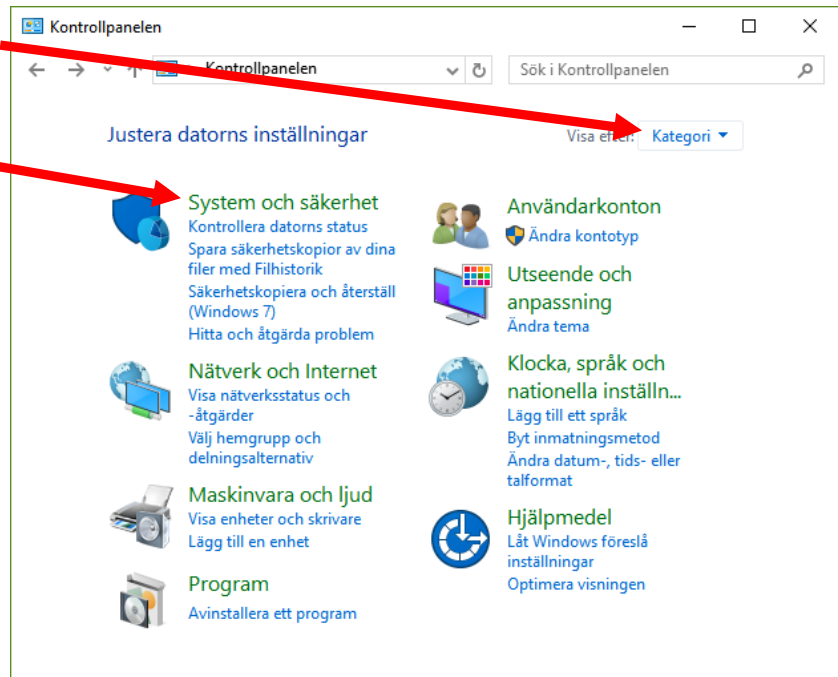 Kontrollpanelen
Kontrollpanelen
Sök i Kontrollpanelen
Justera datorns inställningar
Visa efter: Kategori
System och säkerhet
Kontrollera datorns status
Spara säkerhetskopior av dina
filer med Filhistorik
Säkerhetskopiera och återställ
(Windows 7)
Hitta och åtgärda problem
Nätverk och Internet
Visa nätverksstatus och
-åtgärder
Välj hemgrupp och
delningsalternativ
Maskinvara och ljud
Visa enheter och skrivare
Lägg till en enhet
Program
Avinstallera ett program
Användarkonton
Ändra kontotyp
Utseende och
anpassning
Ändra tema
Klocka, språk och
nationella inställn...
Lägg till ett språk
Byt inmatningsmetod
Ändra datum-, tids- eller
talformat
Hjälpmedel
Låt Windows föreslå
inställningar
Optimera visningen